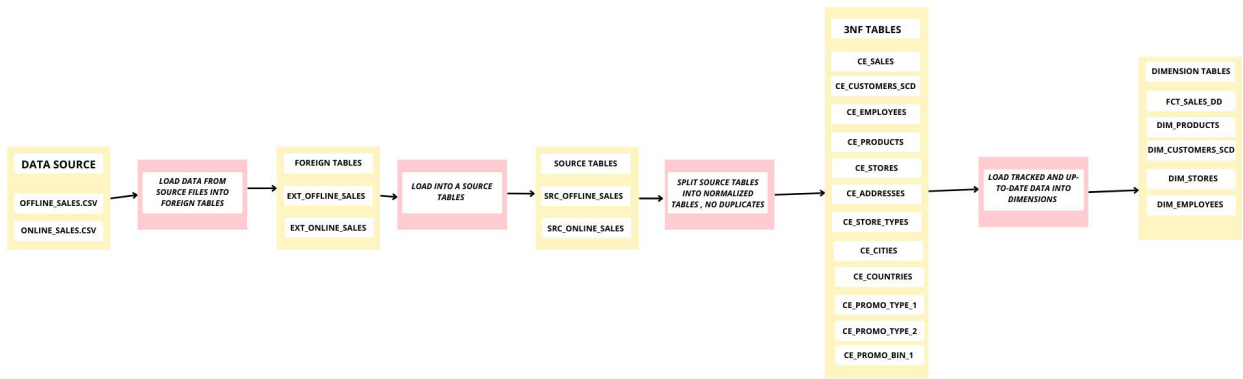 DATA SOURCE
OFFLINE_SALES.CSV
ONLINE_SALES.CSV
LOAD DATA FROM
SOURCE FILES INTO
FOREIGN TABLES
FOREIGN TABLES
EXT_OFFLINE_SALES
EXT_ONLINE_SALES
LOAD INTO A SOURCE
TABLES
SOURCE TABLES
SRC_OFFLINE_SALES
SRC_ONLINE_SALES
SPLIT SOURCE TABLES
INTO NORMALIZED
TABLES , NO DUPLICATES
3NF TABLES
CE_SALES
CE_CUSTOMERS_SCD
CE_EMPLOYEES
CE_PRODUCTS
CE_STORES
CE_ADDRESSES
CE_STORE_TYPES
CE_CITIES
CE_COUNTRIES
CE_PROMO_TYPE_1
CE_PROMO_TYPE_2
CE_PROMO_BIN_1
LOAD TRACKED AND UP-
TO-DATE DATA INTO
DIMENSIONS
DIMENSION TABLES
FCT_SALES_DD
DIM_PRODUCTS
DIM_CUSTOMERS_SCD
DIM_STORES
DIM_EMPLOYEES